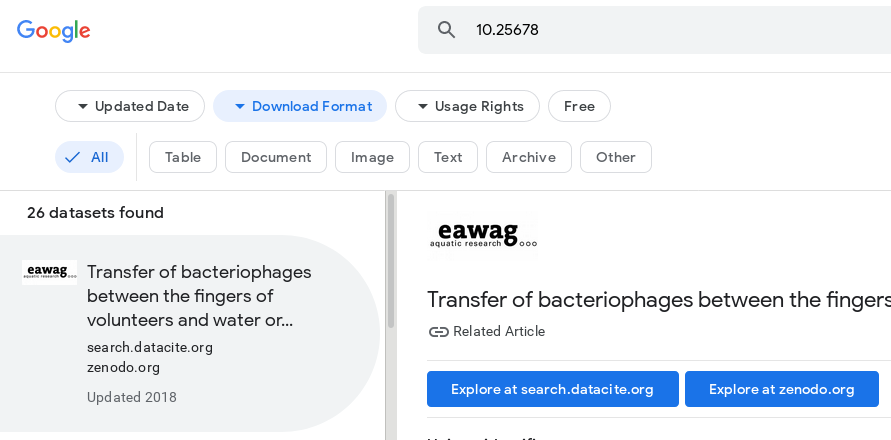 Google
10.25678
Updated Date
Download Format
Usage Rights
Free
All
Table
Document
Image
Text
Archive
Other
26 datasets found
eawag
aquatic research
Transfer of bacteriophages
between the fingers of
volunteers and water or...
search.datacite.org
zenodo.org
Updated 2018
eawag
aquatic research
Transfer of bacteriophages between the fingers
Related Article
Explore at search.datacite.org
Explore at zenodo.org